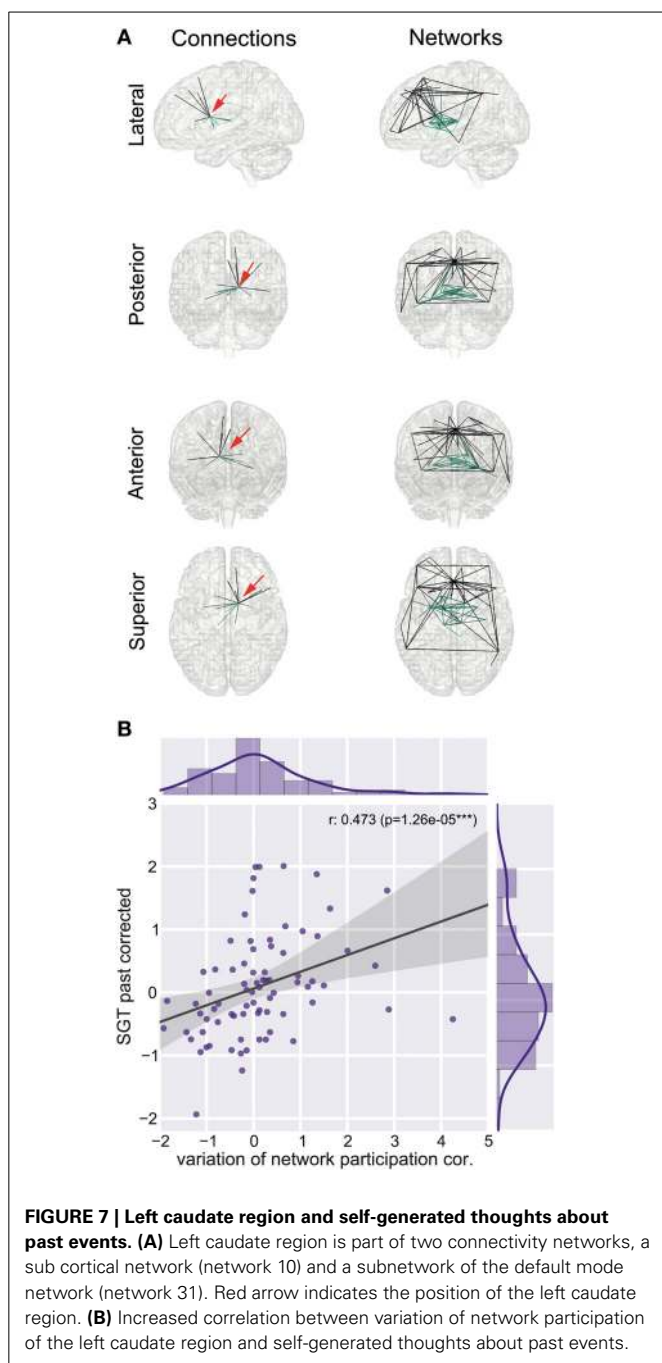 A
Connections Networks
Lateral
Posterior
Anterior
Superior
B
r: 0.473 (p=1.26e-05***)
3
2
1
0
−1
−2
SGT past corrected
−2 −1 0 1 2 3 4 5
variation of network participation cor.
FIGURE 7 | Left caudate region and self-generated thoughts about
past events. (A) Left caudate region is part of two connectivity networks, a
sub cortical network (network 10) and a subnetwork of the default mode
network (network 31). Red arrow indicates the position of the left caudate
region. (B) Increased correlation between variation of network participation
of the left caudate region and self-generated thoughts about past events.